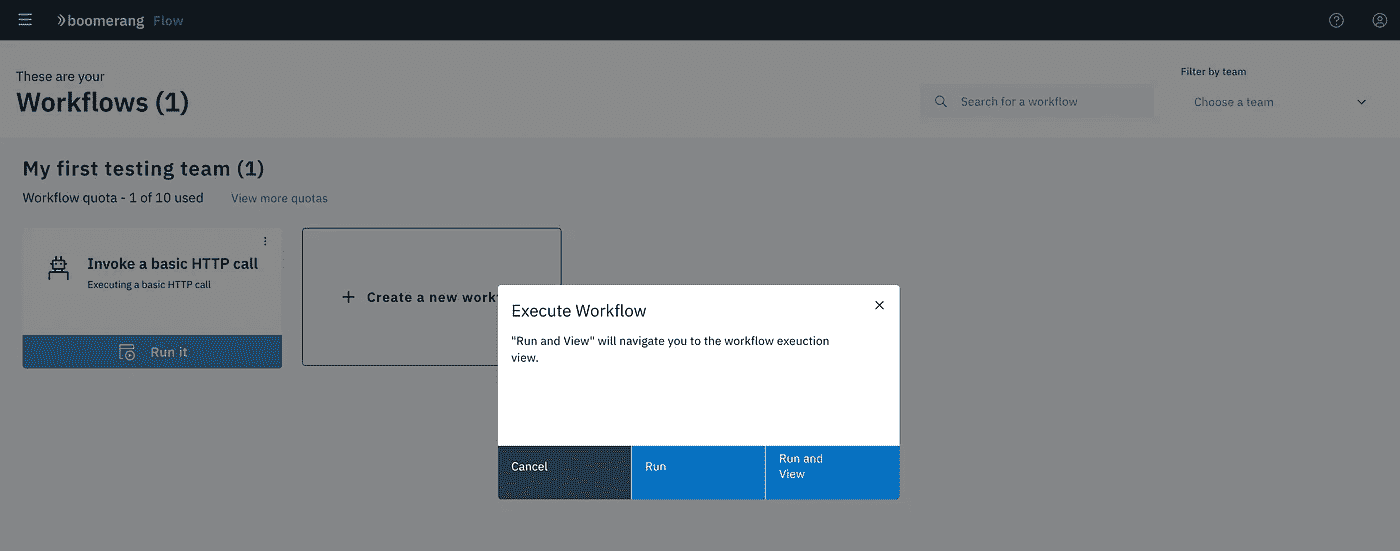 boomerang Flow
These are your
Workflows (1)
Search for a workflow
Filter by team
Choose a team
My first testing team (1)
Workflow quota - 1 of 10 used View more quotas
Invoke a basic HTTP call
Executing a basic HTTP call
Run it
+ Create a new work
Execute Workflow
"Run and View" will navigate you to the workflow exeuction
view.
Cancel
Run
Run and
View